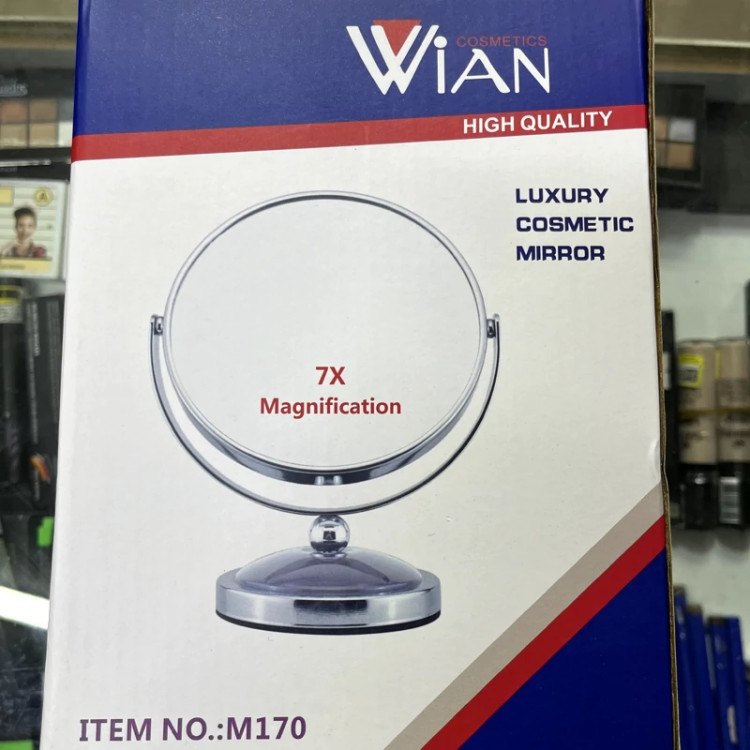 COSMETICS
WiAN
HIGH QUALITY
LUXURY
COSMETIC
MIRROR
7X
Magnification
ITEM NO.:M170